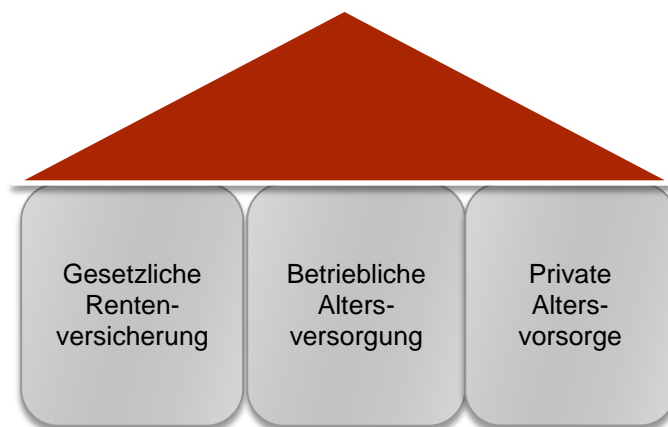 Gesetzliche
Renten-
versicherung
Betriebliche
Alters-
versorgung
Private
Alters-
vorsorge